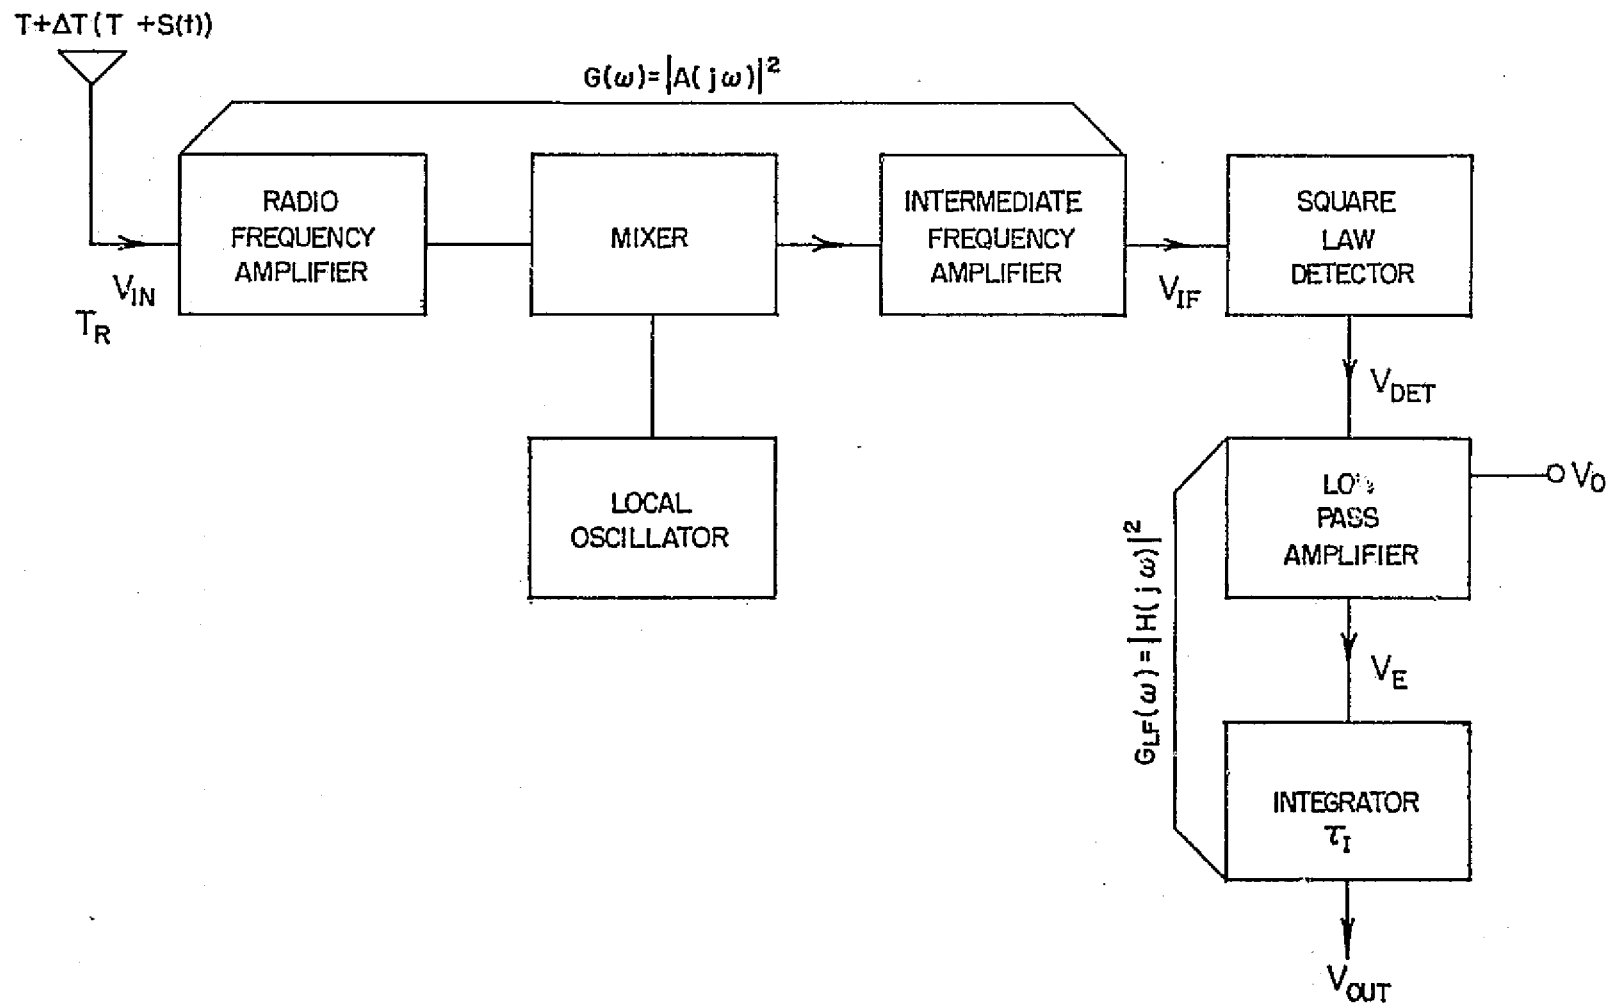 T+ΔT(T +S(t))
G(ω)=|A(jω)|²
RADIO
FREQUENCY
AMPLIFIER
MIXER
INTERMEDIATE
FREQUENCY
AMPLIFIER
SQUARE
LAW
DETECTOR
V_IN
T_R
V_IF
V_DET
LOCAL
OSCILLATOR
PASS
AMPLIFIER
V_O
G_LF(ω)=|H(jω)|²
V_E
INTEGRATOR
τ_I
V_OUT